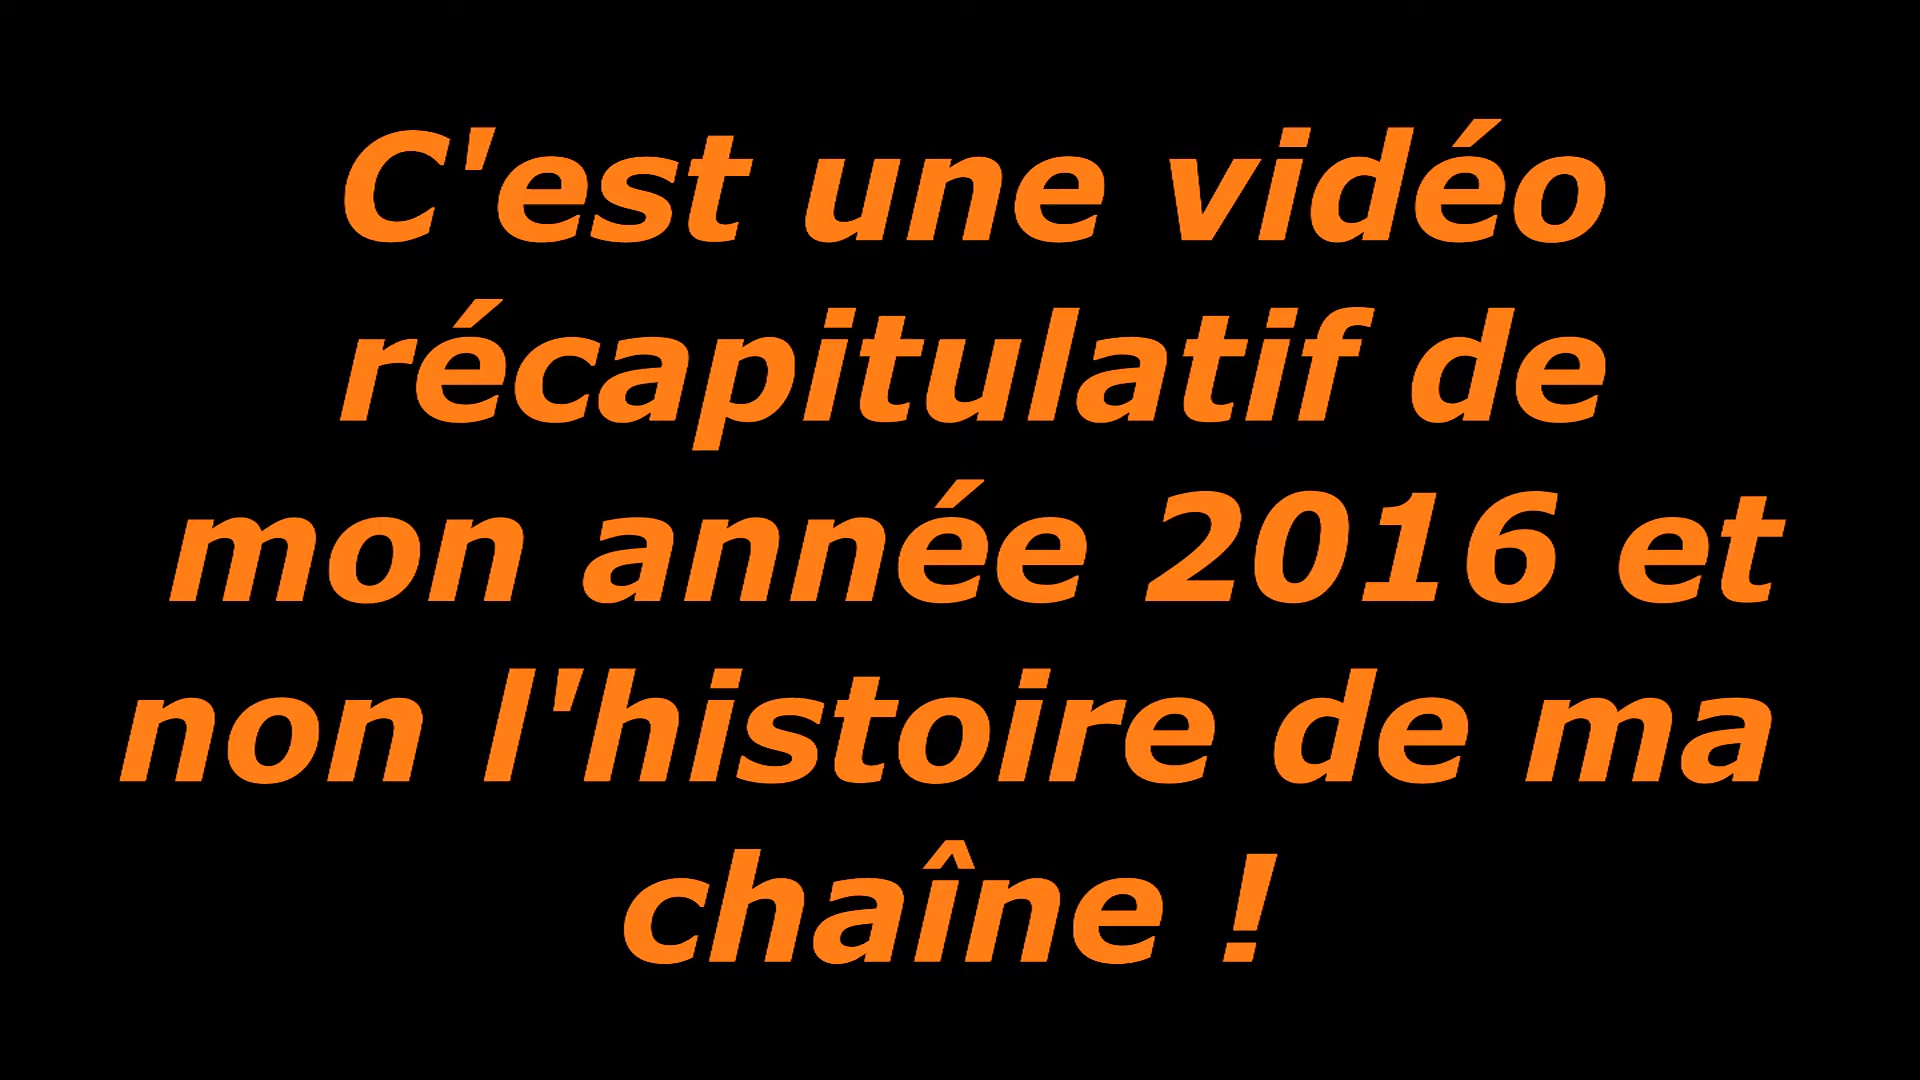 C'est une vidéo
récapitulatif de
mon année 2016 et
non l'histoire de ma
chaîne !